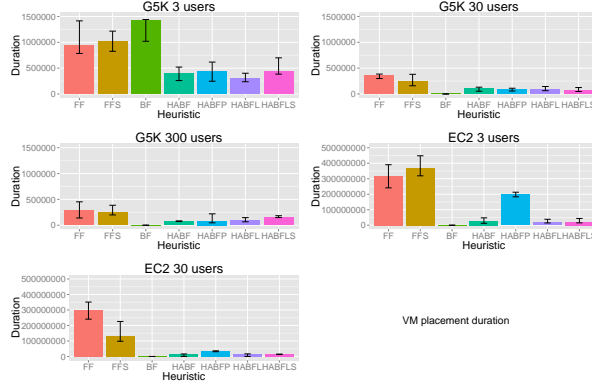 G5K 3 users
Duration
1500000
1000000
500000
0
FF FFS BF HABF HABFP HABFL HABFLS
Heuristic
G5K 30 users
Duration
1500000
1000000
500000
0
FF FFS BF HABF HABFP HABFL HABFLS
Heuristic
G5K 300 users
Duration
1500000
1000000
500000
0
FF FFS BF HABF HABFP HABFL HABFLS
Heuristic
EC2 3 users
Duration
500000000
400000000
300000000
200000000
100000000
0
FF FFS BF HABF HABFP HABFL HABFLS
Heuristic
EC2 30 users
Duration
500000000
400000000
300000000
200000000
100000000
0
FF FFS BF HABF HABFP HABFL HABFLS
Heuristic
VM placement duration